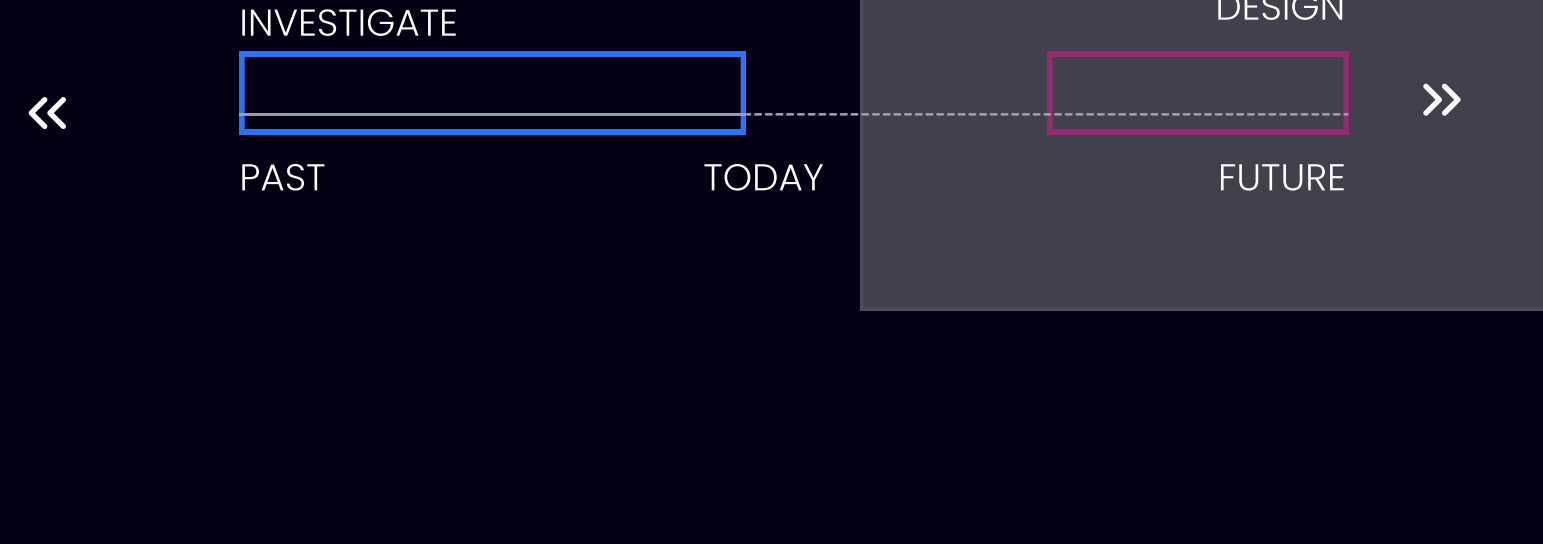 INVESTIGATE
DESIGN
PAST
TODAY
FUTURE